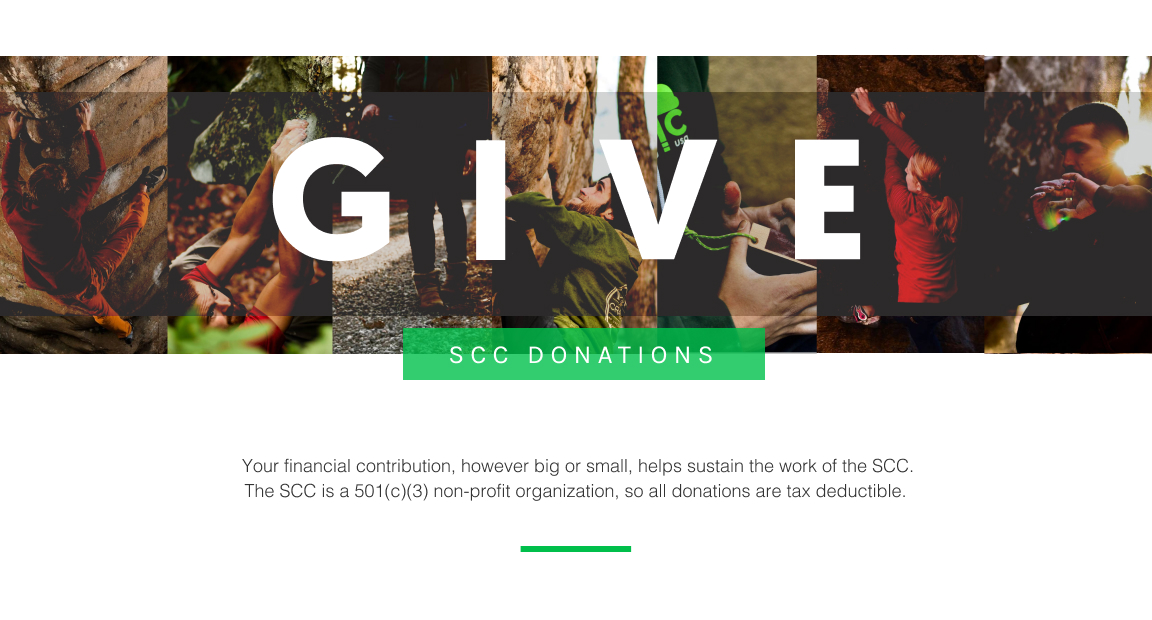 GIVE
USA
SCC DONATIONS
Your financial contribution, however big or small, helps sustain the work of the SCC.
The SCC is a 501(c)(3) non-profit organization, so all donations are tax deductible.